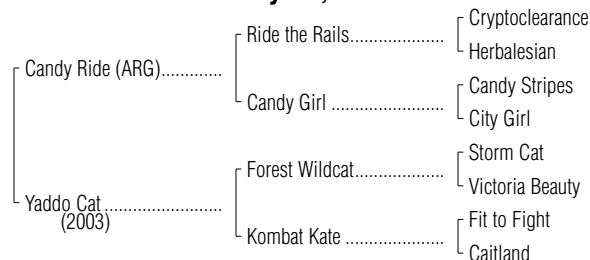 Cryptoclearance
Ride the Rails.....................
Herbalesian
Candy Ride (ARG).............
Candy Stripes
Candy Girl .........................
City Girl
Storm Cat
Forest Wildcat....................
Victoria Beauty
Yaddo Cat .........................
(2003)
Fit to Fight
Kombat Kate ......................
Caitland